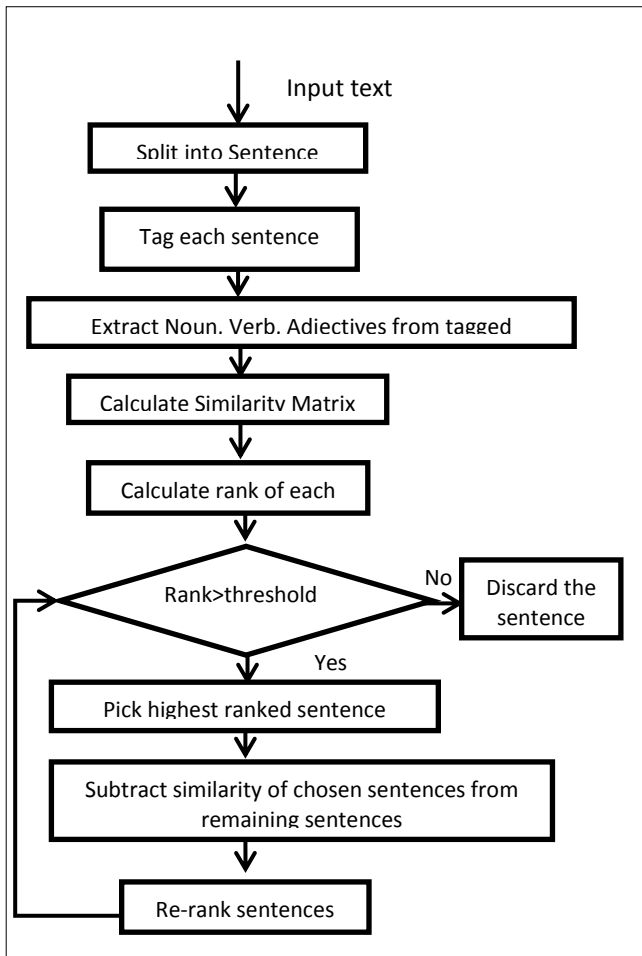 Input text
Split into Sentence
Tag each sentence
Extract Noun, Verb, Adjectives from tagged
Calculate Similarity Matrix
Calculate rank of each
Rank>threshold
No
Discard the
sentence
Yes
Pick highest ranked sentence
Subtract similarity of chosen sentences from
remaining sentences
Re-rank sentences